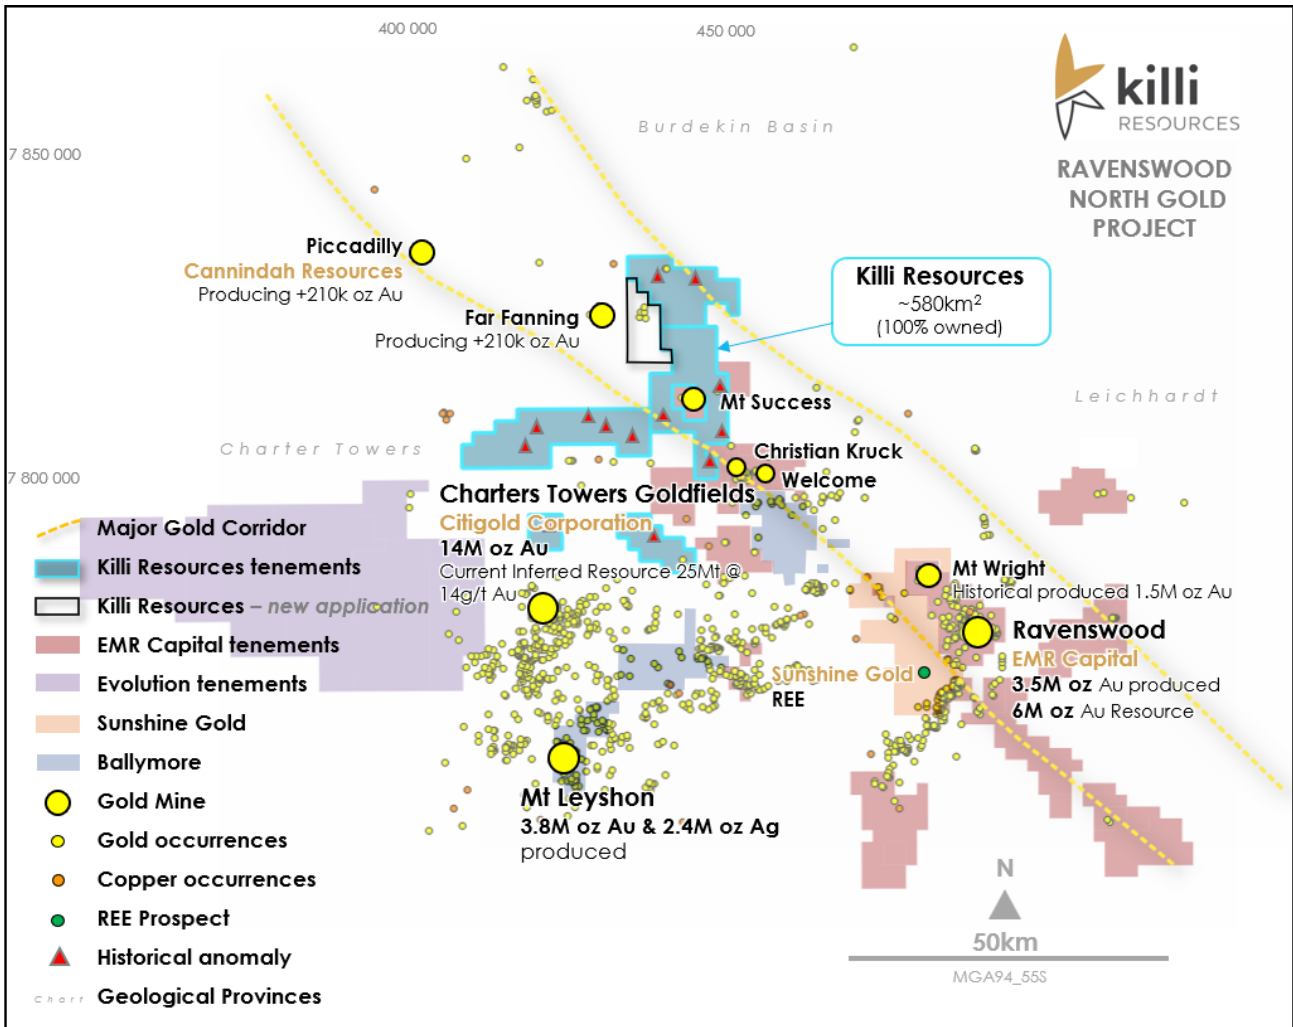 400 000
450 000
killi
RESOURCES
RAVENSWOOD
NORTH GOLD
PROJECT
Burdekin Basin
7 850 000
Piccadilly
Cannindah Resources
Producing +210k oz Au
Killi Resources
~580km²
(100% owned)
Far Fanning
Producing +210k oz Au
Mt Success
Leichhardt
Charter Towers
Christian Kruck
Welcome
7 800 000
Charters Towers Goldfields
Citigold Corporation
14M oz Au
Current Inferred Resource 25Mt @
14g/t Au
Mt Wright
Historical produced 1.5M oz Au
Ravenswood
EMR Capital
3.5M oz Au produced
6M oz Au Resource
Sunshine Gold
REE
Mt Leyshon
3.8M oz Au & 2.4M oz Ag
produced
Major Gold Corridor
Killi Resources tenements
Killi Resources – new application
EMR Capital tenements
Evolution tenements
Sunshine Gold
Ballymore
Gold Mine
Gold occurrences
Copper occurrences
REE Prospect
Historical anomaly
Chart Geological Provinces
N
50km
MGA94_55S